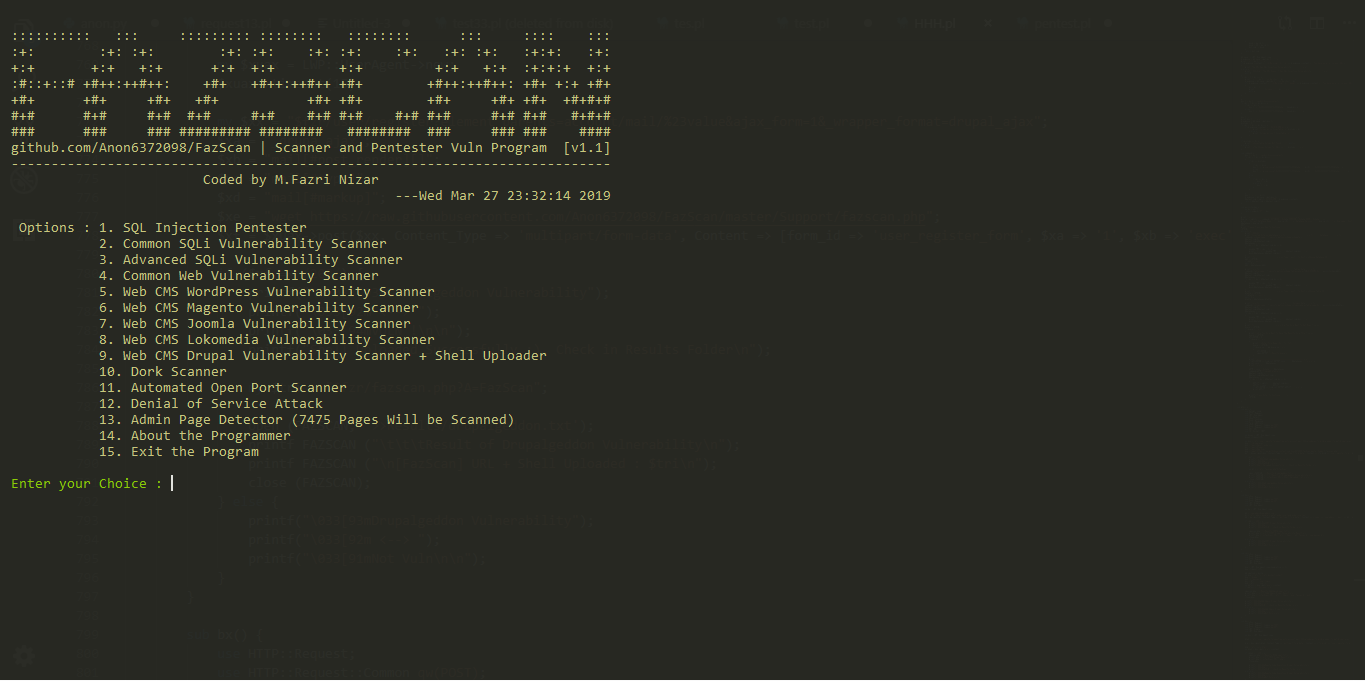 ::::::::::   :::     ::::::::: ::::::::   ::::::::      :::     ::::    :::
:+:        :+: :+:        :+: :+:    :+: :+:    :+:   :+: :+:   :+:+:   :+:
+:+       +:+   +:+      +:+  +:+        +:+         +:+   +:+  :+:+:+  +:+
:#::+::# +#++:++#++:    +#+   +#++:++#++ +#+        +#++:++#++: +#+ +:+ +#+
+#+      +#+     +#+   +#+           +#+ +#+        +#+     +#+ +#+  +#+#+#
#+#      #+#     #+#  #+#     #+#    #+# #+#    #+# #+#     #+# #+#   #+#+#
###      ###     ### ######### ########   ########  ###     ### ###    ####
github.com/Anon6372098/FazScan | Scanner and Pentester Vuln Program  [v1.1]
---------------------------------------------------------------------------
Coded by M.Fazri Nizar
---Wed Mar 27 23:32:14 2019
Options : 1. SQL Injection Pentester
2. Common SQLi Vulnerability Scanner
3. Advanced SQLi Vulnerability Scanner
4. Common Web Vulnerability Scanner
5. Web CMS WordPress Vulnerability Scanner
6. Web CMS Magento Vulnerability Scanner
7. Web CMS Joomla Vulnerability Scanner
8. Web CMS Lokomedia Vulnerability Scanner
9. Web CMS Drupal Vulnerability Scanner + Shell Uploader
10. Dork Scanner
11. Automated Open Port Scanner
12. Denial of Service Attack
13. Admin Page Detector (7475 Pages Will be Scanned)
14. About the Programmer
15. Exit the Program
Enter your Choice :